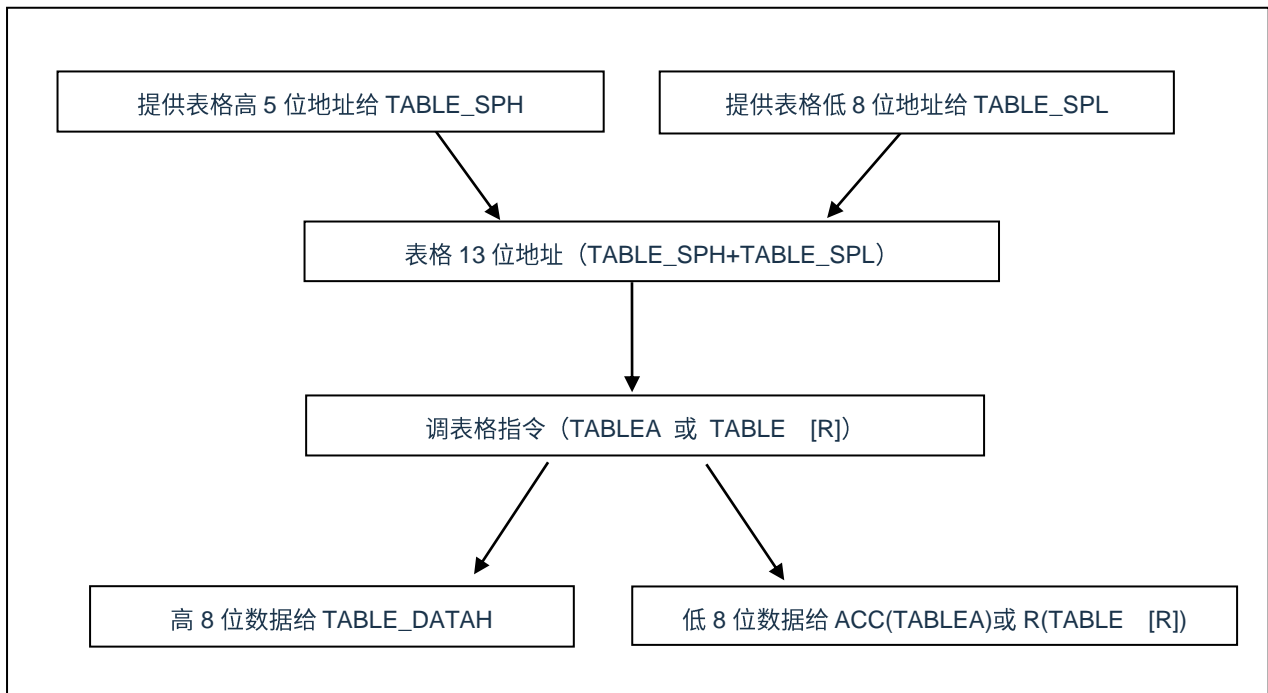 提供表格高 5 位地址给 TABLE_SPH
提供表格低 8 位地址给 TABLE_SPL
表格 13 位地址（TABLE_SPH+TABLE_SPL）
调表格指令（TABLEA 或 TABLE [R]）
高 8 位数据给 TABLE_DATAH
低 8 位数据给 ACC(TABLEA)或 R(TABLE [R])